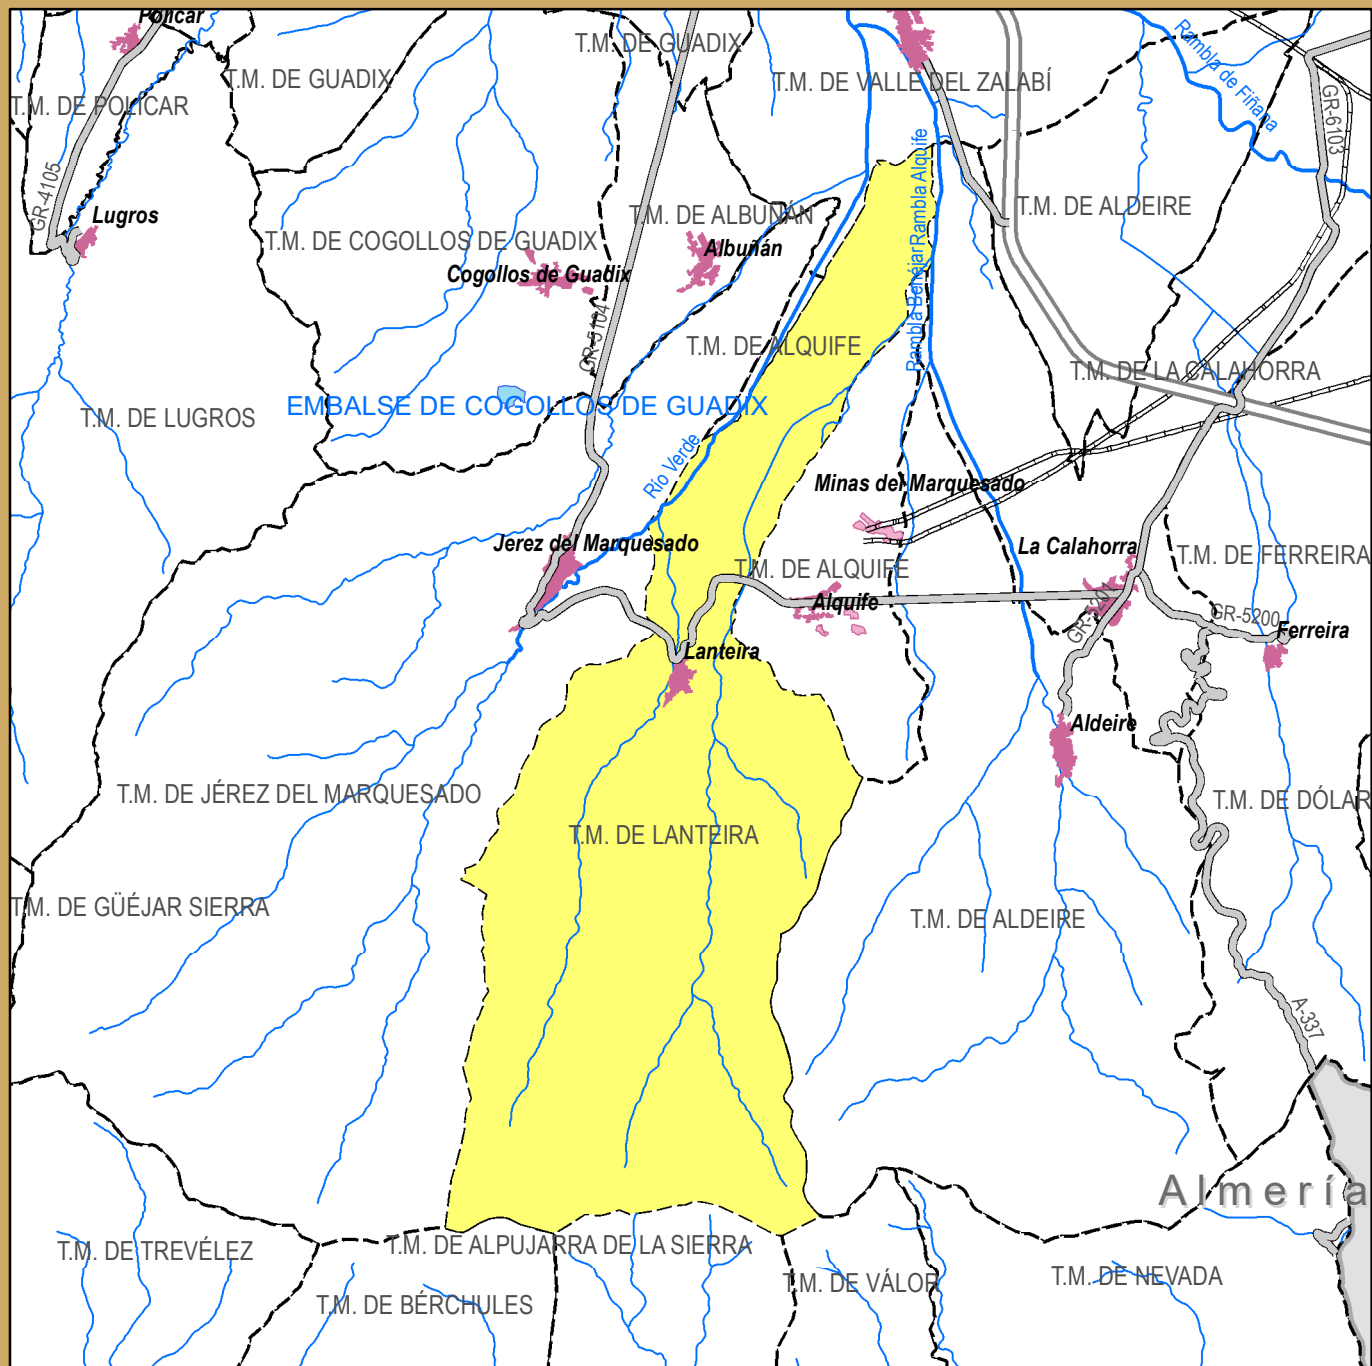 Polícar
T.M. DE GUADIX
Rambla de Fiñana
T.M. DE GUADIX
T.M. DE VALLE DEL ZALABÍ
T.M. DE POLÍCAR
GR-6103
GR-4105
Rambla Alquife
Lugros
T.M. DE ALBUÑÁN
T.M. DE ALDEIRE
T.M. DE COGOLLOS DE GUADIX
Albuñán
Cogollos de Guadix
Rambla Beréjar
GR-5104
T.M. DE ALQUIFE
T.M. DE LA CALAHORRA
EMBALSE DE COGOLLOS DE GUADIX
T.M. DE LUGROS
Río Verde
Minas del Marquesado
Jerez del Marquesado
La Calahorra
T.M. DE FERREIRA
T.M. DE ALQUIFE
Alquife
GR-5201
GR-5200
Ferreira
Lanteira
Aldeire
T.M. DE JÉREZ DEL MARQUESADO
T.M. DE DÓLAR
T.M. DE LANTEIRA
T.M. DE GÜÉJAR SIERRA
T.M. DE ALDEIRE
A-337
Almería
T.M. DE TREVÉLEZ
T.M. DE ALPUJARRA DE LA SIERRA
T.M. DE VÁLOR
T.M. DE NEVADA
T.M. DE BÉRCHULES